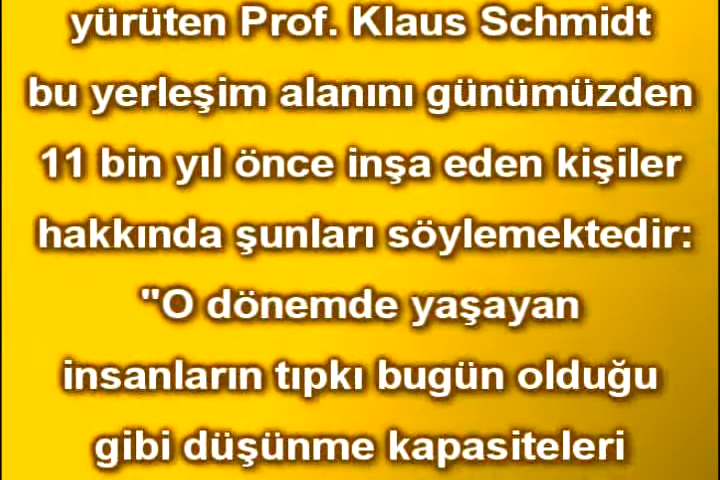 yürüten Prof. Klaus Schmidt
bu yerleşim alanını günümüzden
11 bin yıl önce inşa eden kişiler
hakkında şunları söylemektedir:
"O dönemde yaşayan
insanların tıpkı bugün olduğu
gibi düşünme kapasiteleri